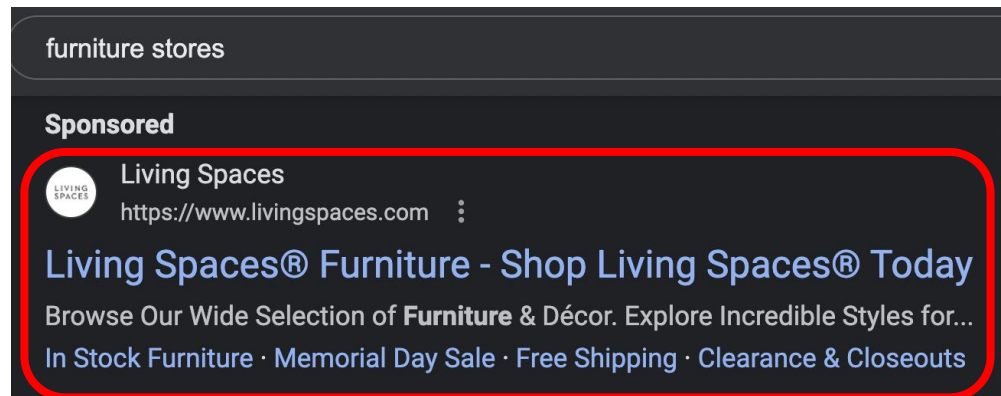 furniture stores
Sponsored
LIVING
SPACES
Living Spaces
https://www.livingspaces.com
Living Spaces® Furniture - Shop Living Spaces® Today
Browse Our Wide Selection of Furniture & Décor. Explore Incredible Styles for...
In Stock Furniture · Memorial Day Sale · Free Shipping · Clearance & Closeouts